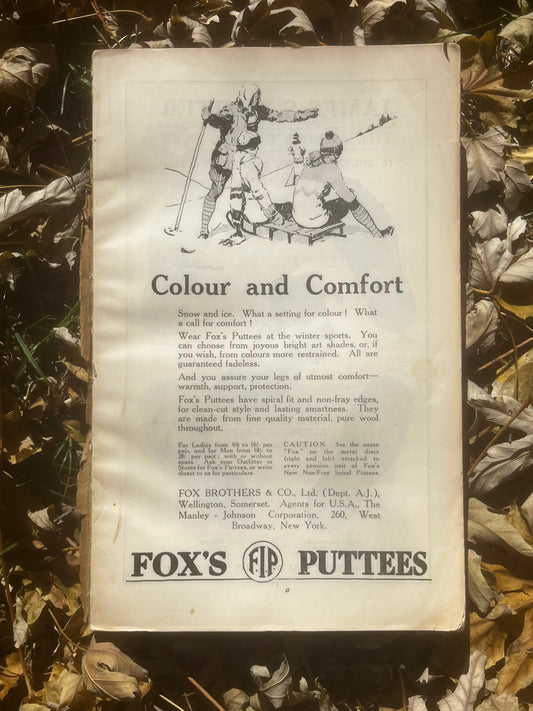 Colour and Comfort
Snow and ice. What a setting for colour! What
a call for comfort!
Wear Fox's Puttees at the winter sports. You
can choose from joyous bright art shades, or, if
you wish, from colours more restrained. All are
guaranteed fadeless.
And you assure your legs of utmost comfort—
warmth, support, protection.
Fox's Puttees have spiral fit and non-fray edges,
for clean-cut style and lasting smartness. They
are made from fine quality material, pure wool
throughout.
For Ladies from 9/6 to 16/- per
pair, and for Men (from 10/- to
20/- per pair; with or without
spats. Ask your Outfitter or
Stores for Fox's Puttees, or write
direct to us for particulars.
CAUTION. See the name
"Fox" on the metal discs
(right and left) attached to
every genuine pair of Fox's
New Non-Fray Spiral Puttees.
FOX BROTHERS & CO., Ltd. (Dept. A.J.),
Wellington, Somerset. Agents for U.S.A., The
Manley - Johnson Corporation, 260, West
Broadway, New York.
FOX'S F.I.P PUTTEES